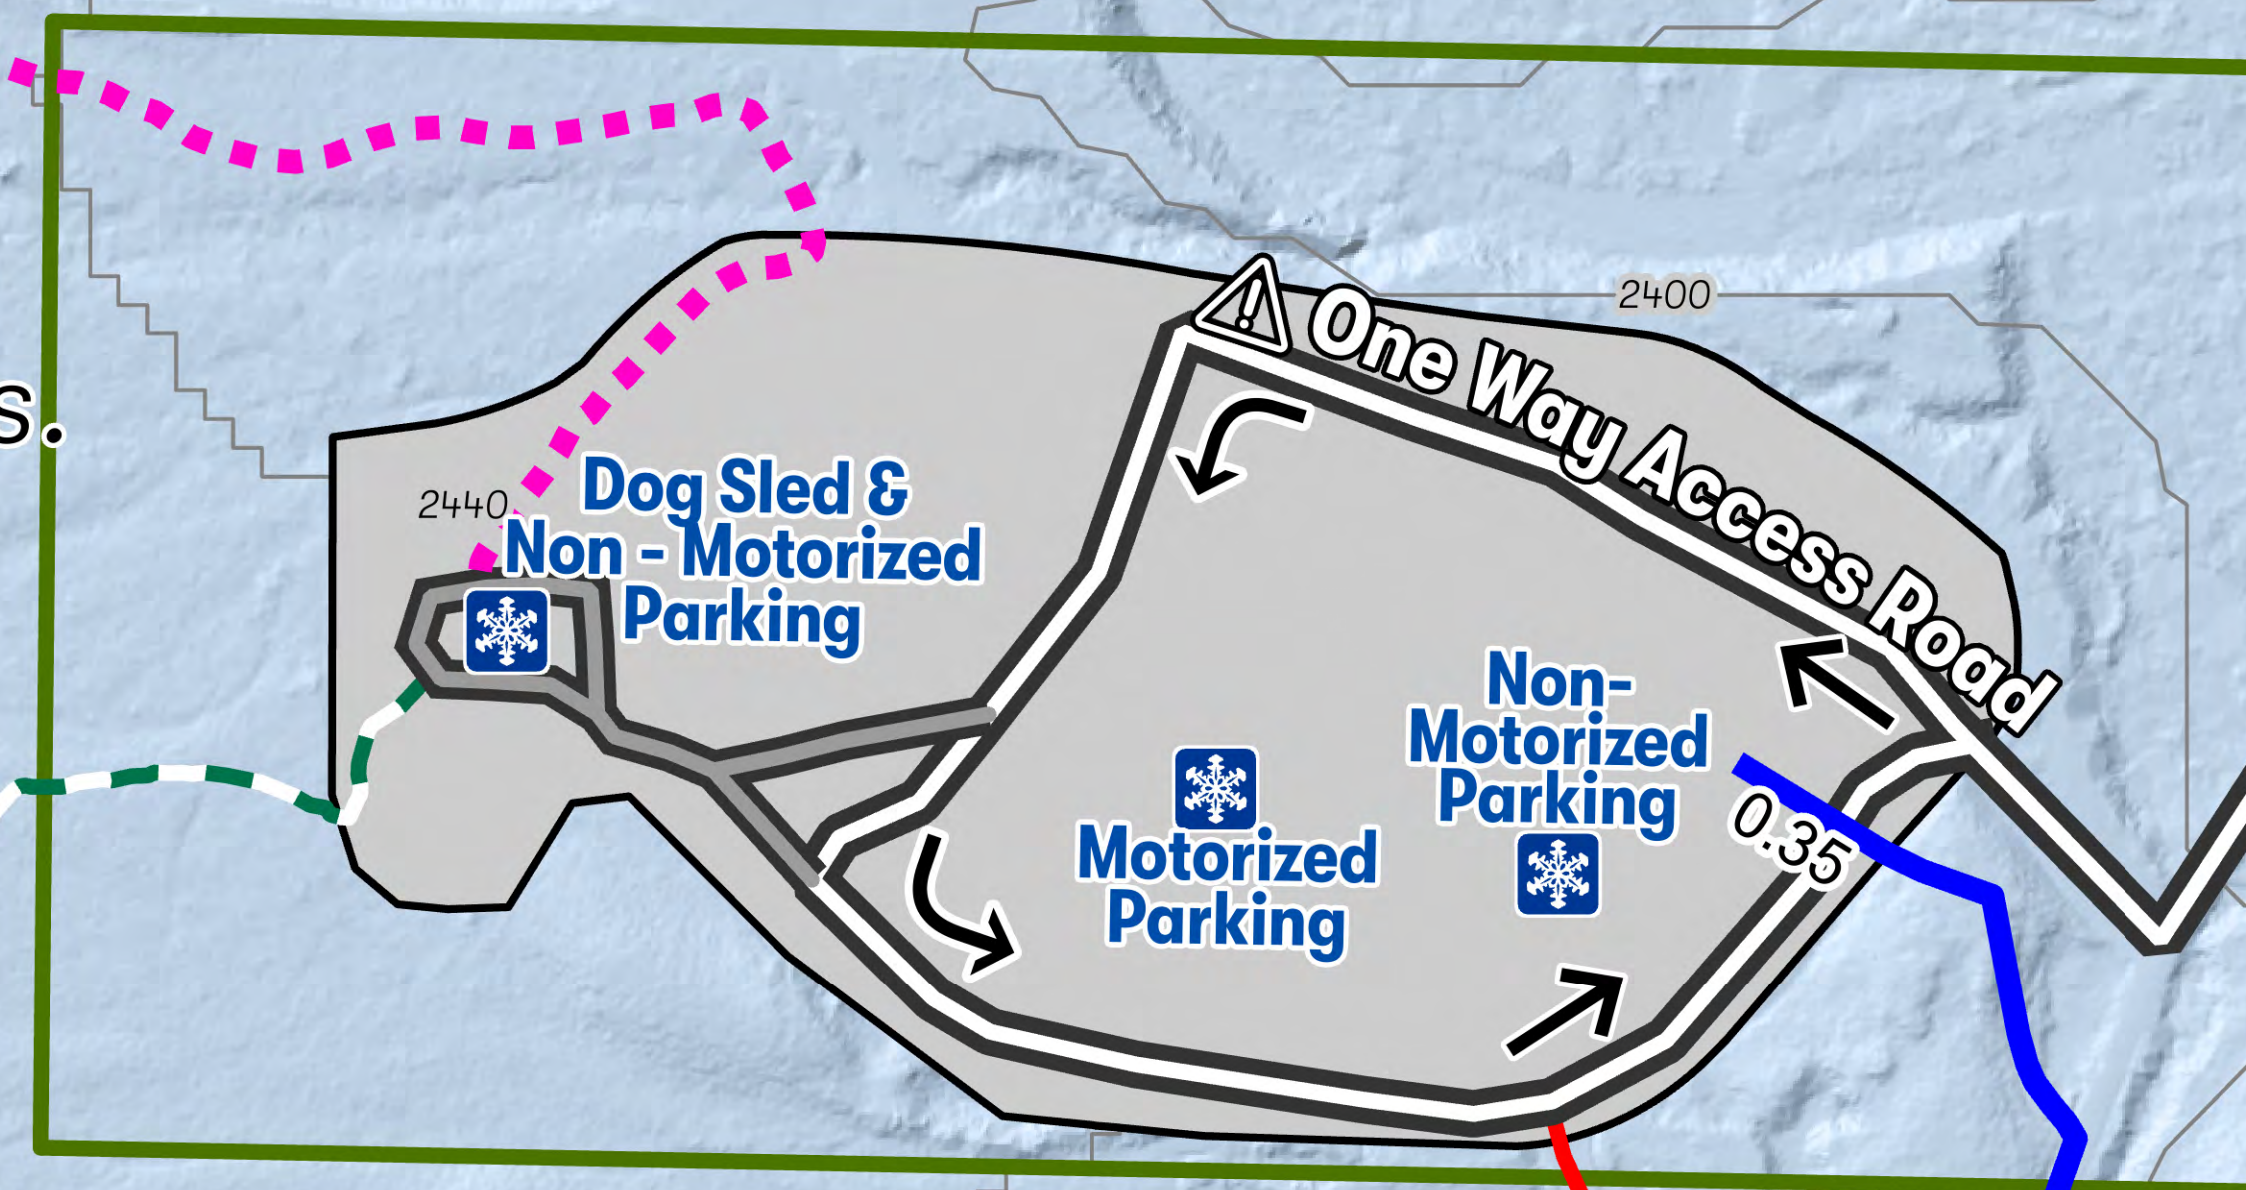 2400
One Way Access Road
s.
2440
Dog Sled &
Non - Motorized
Parking
Non-
Motorized
Parking
Motorized
Parking
0.35